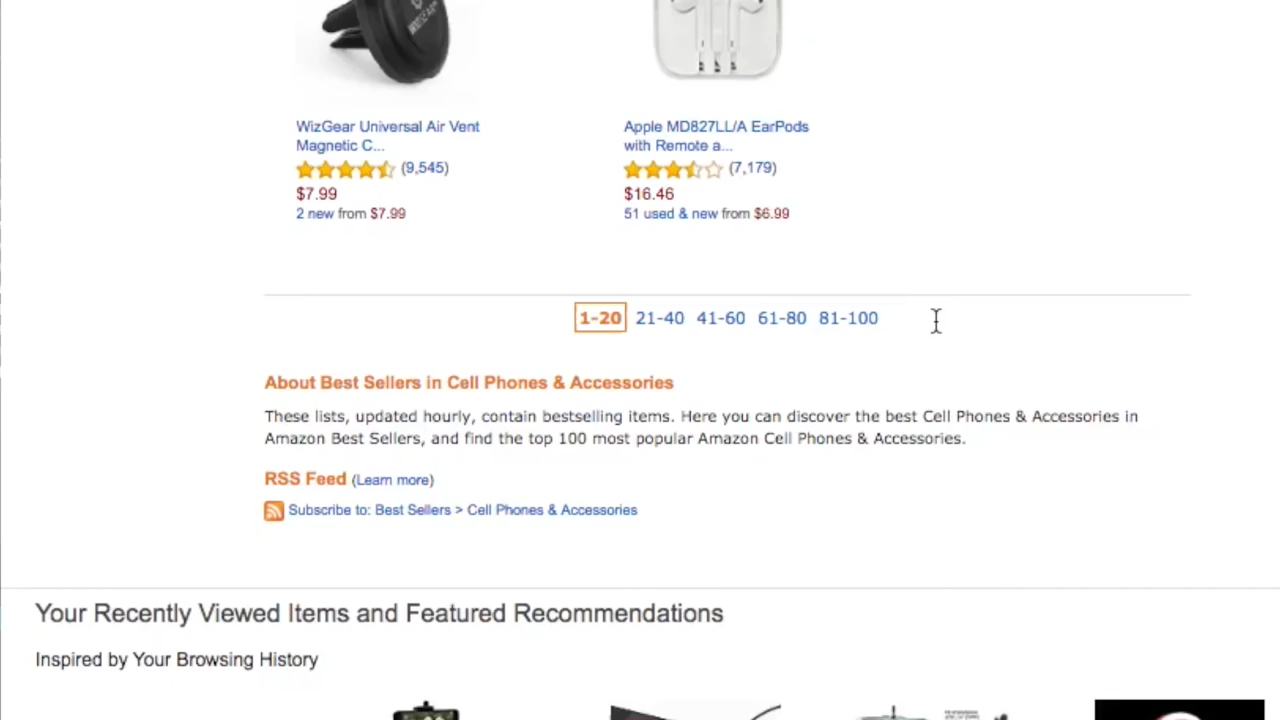 WizGear Universal Air Vent
Magnetic C...
(9,545)
$7.99
2 new from $7.99
Apple MD827LL/A EarPods
with Remote a...
(7,179)
$16.46
51 used & new from $6.99
1-20 21-40 41-60 61-80 81-100
About Best Sellers in Cell Phones & Accessories
These lists, updated hourly, contain bestselling items. Here you can discover the best Cell Phones & Accessories in
Amazon Best Sellers, and find the top 100 most popular Amazon Cell Phones & Accessories.
RSS Feed (Learn more)
Subscribe to: Best Sellers > Cell Phones & Accessories
Your Recently Viewed Items and Featured Recommendations
Inspired by Your Browsing History